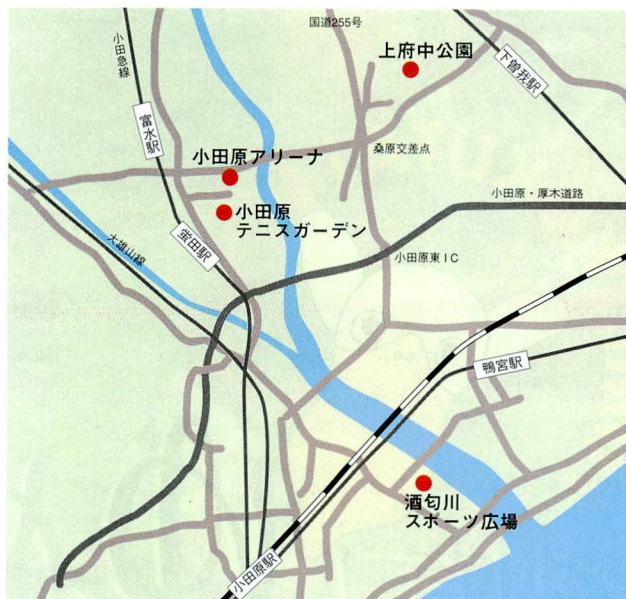 国道255号
小田急線
上府中公園
下曽我駅
富水駅
桑原交差点
小田原アリーナ
小田原・厚木道路
小田原
テニスガーデン
蛍田駅
大雄山線
小田原東IC
鴨宮駅
酒匂川
スポーツ広場
小田原駅